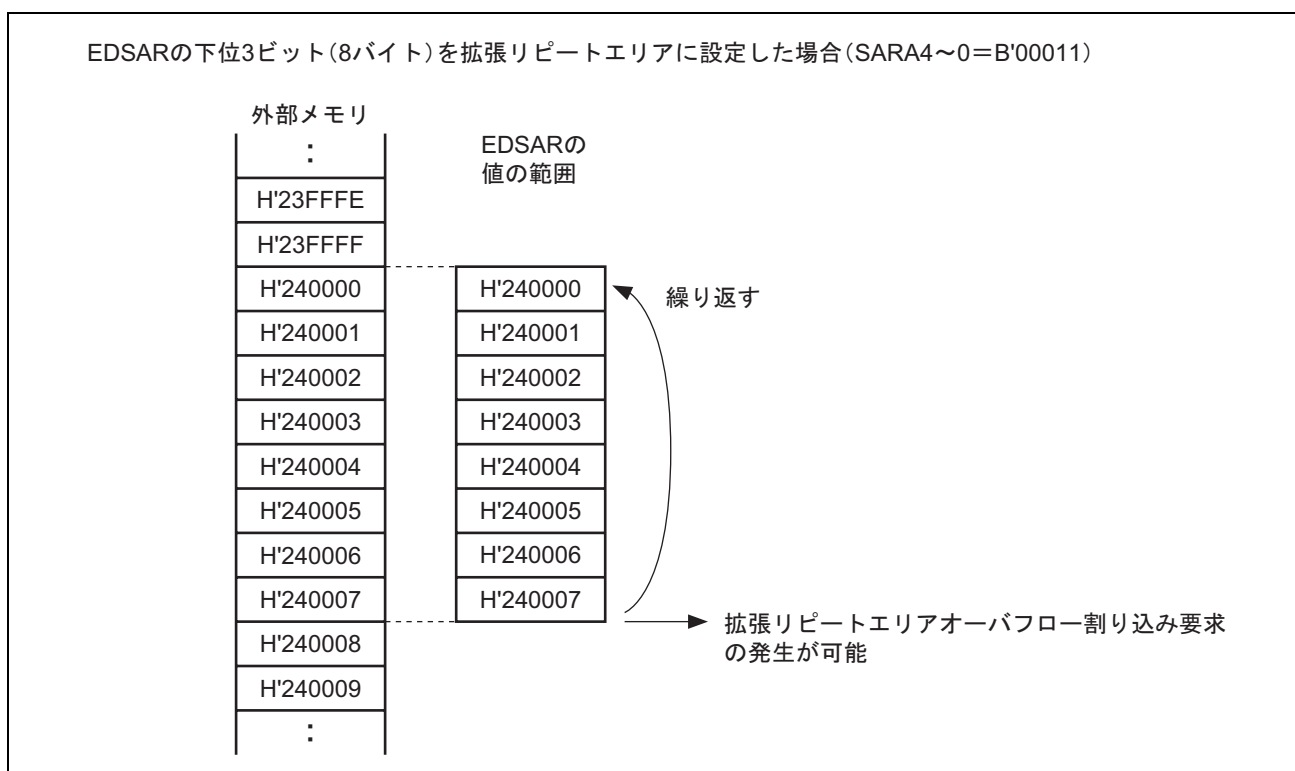 EDSARの下位3ビット(8バイト)を拡張リピートエリアに設定した場合(SARA4〜0=B'00011)
外部メモリ
:
H'23FFFE
H'23FFFF
H'240000
H'240001
H'240002
H'240003
H'240004
H'240005
H'240006
H'240007
H'240008
H'240009
:
EDSARの
値の範囲
H'240000
H'240001
H'240002
H'240003
H'240004
H'240005
H'240006
H'240007
繰り返す
拡張リピートエリアオーバフロー割り込み要求
の発生が可能